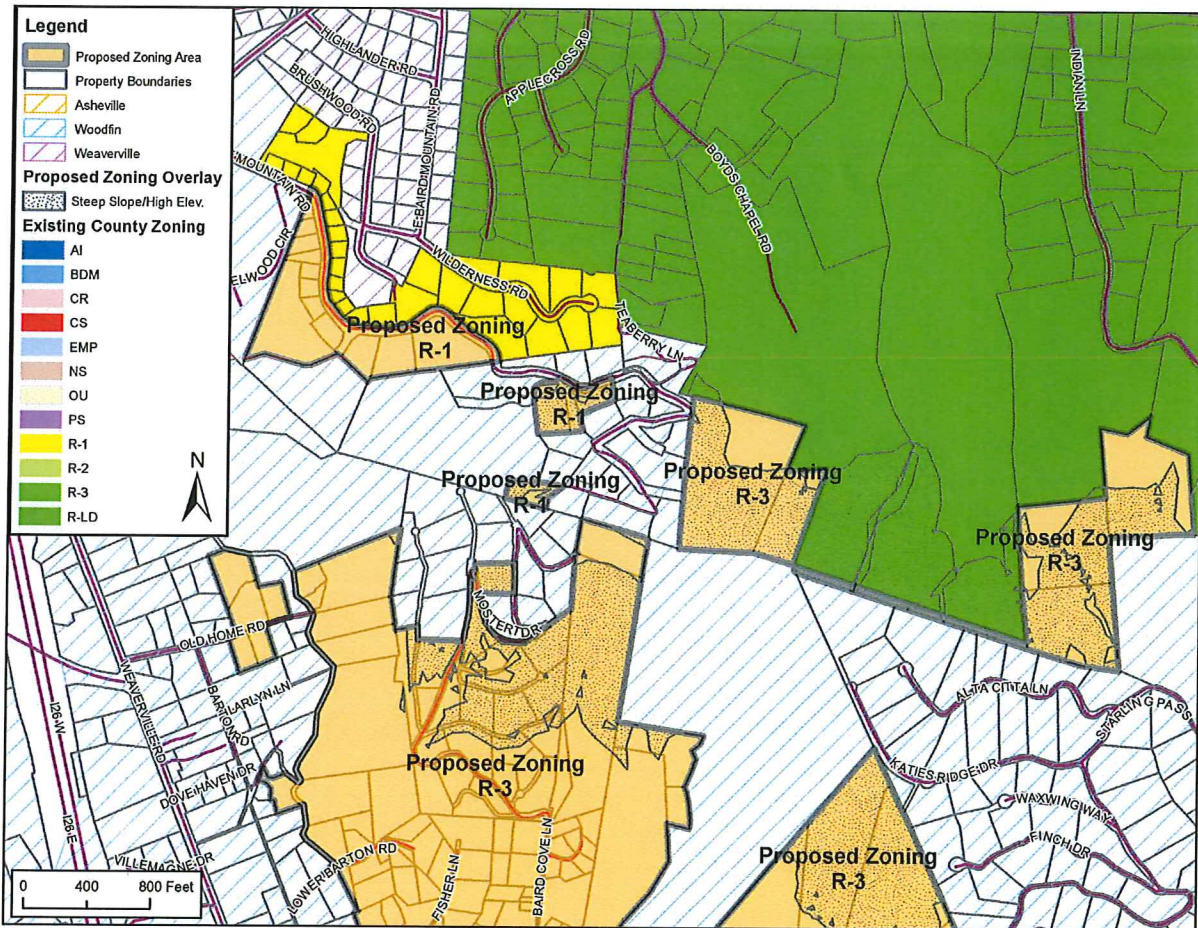 Legend
Proposed Zoning Area
Property Boundaries
Asheville
Woodfin
Weaverville
Proposed Zoning Overlay
Steep Slope/High Elev.
Existing County Zoning
AI
BDM
CR
CS
EMP
NS
OU
PS
R-1
R-2
R-3
R-LD
N
HIGHLANDER RD
BRUSHWOOD RD
E BAIRD MOUNTAIN RD
APPLECROSS RD
BOYDS CHAPEL RD
INDIAN LN
MOUNTAIN RD
ELWOOD CIR
WILDERNESS RD
TEABERRY LN
Proposed Zoning
R-1
Proposed Zoning
R-1
Proposed Zoning
R-1
Proposed Zoning
R-3
Proposed Zoning
R-3
MOSTERT DR
OLD HOME RD
WEAVERVILLE RD
BARTON RD
LARLYN LN
I26-W
I26-E
DOVE HAVEN DR
VILLEMAGNE DR
LOWER BARTON RD
FISHER LN
BAIRD COVE LN
Proposed Zoning
R-3
ALTA CITTA LN
STARLING PASS
KATIES RIDGE DR
WAXWING WAY
FINCH DR
Proposed Zoning
R-3
0 400 800 Feet